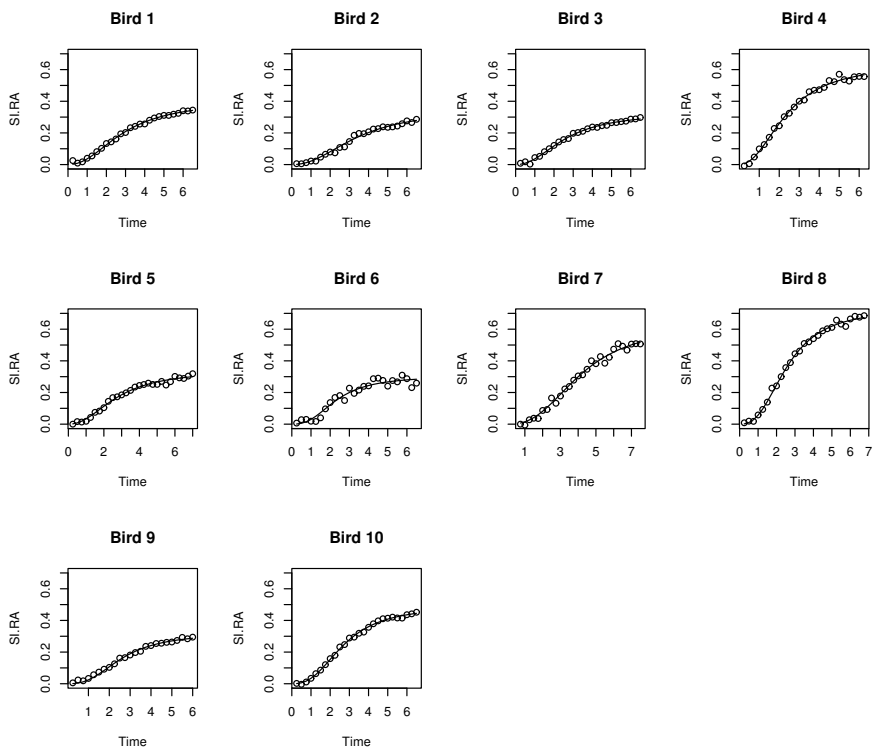 Bird 1 Bird 2 Bird 3 Bird 4
SI.RA SI.RA SI.RA SI.RA
0.6 0.6 0.6 0.6
0.4 0.4 0.4 0.4
0.2 0.2 0.2 0.2
0.0 0.0 0.0 0.0
0 1 2 3 4 5 6 0 1 2 3 4 5 6 0 1 2 3 4 5 6 1 2 3 4 5 6
Time Time Time Time
Bird 5 Bird 6 Bird 7 Bird 8
SI.RA SI.RA SI.RA SI.RA
0.6 0.6 0.6 0.6
0.4 0.4 0.4 0.4
0.2 0.2 0.2 0.2
0.0 0.0 0.0 0.0
0 2 4 6 0 1 2 3 4 5 6 1 3 5 7 0 1 2 3 4 5 6 7
Time Time Time Time
Bird 9 Bird 10
SI.RA SI.RA
0.6 0.6
0.4 0.4
0.2 0.2
0.0 0.0
1 2 3 4 5 6 0 1 2 3 4 5 6
Time Time